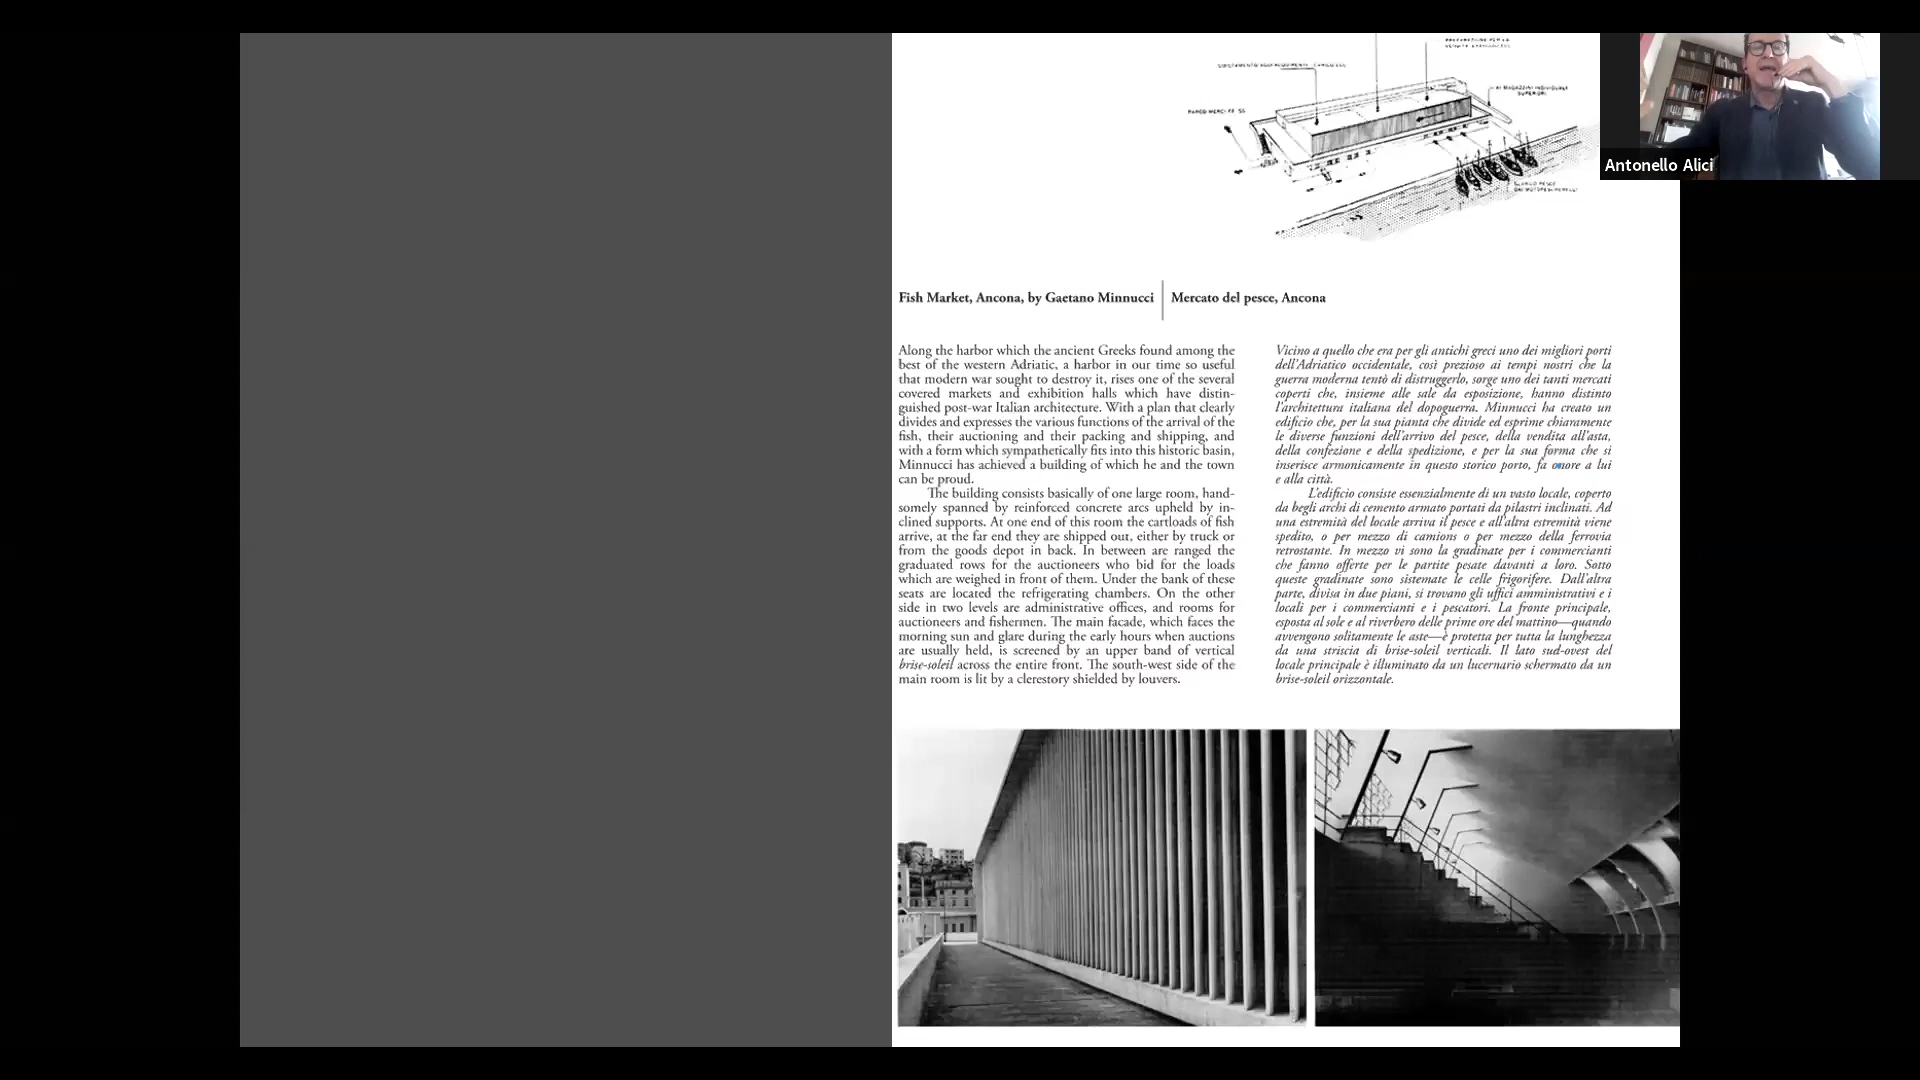 PARCO MERCI FF. SS.
AI MAGAZZINI INDIVIDUALI
SUPERIORI
SCARICO PESCE
Antonello Alici
Fish Market, Ancona, by Gaetano Minnucci
Mercato del pesce, Ancona
Along the harbor which the ancient Greeks found among the
best of the western Adriatic, a harbor in our time so useful
that modern war sought to destroy it, rises one of the several
covered markets and exhibition halls which have distin-
guished post-war Italian architecture. With a plan that clearly
divides and expresses the various functions of the arrival of the
fish, their auctioning and their packing and shipping, and
with a form which sympathetically fits into this historic basin,
Minnucci has achieved a building of which he and the town
can be proud.
The building consists basically of one large room, hand-
somely spanned by reinforced concrete arcs upheld by in-
clined supports. At one end of this room the cartloads of fish
arrive, at the far end they are shipped out, either by truck or
from the goods depot in back. In between are ranged the
graduated rows for the auctioneers who bid for the loads
which are weighed in front of them. Under the bank of these
seats are located the refrigerating chambers. On the other
side in two levels are administrative offices, and rooms for
auctioneers and fishermen. The main facade, which faces the
morning sun and glare during the early hours when auctions
are usually held, is screened by an upper band of vertical
brise-soleil across the entire front. The south-west side of the
main room is lit by a clerestory shielded by louvers.
Vicino a quello che era per gli antichi greci uno dei migliori porti
dell'Adriatico occidentale, così prezioso ai tempi nostri che la
guerra moderna tentò di distruggerlo, sorge uno dei tanti mercati
coperti che, insieme alle sale da esposizione, hanno distinto
l'architettura italiana del dopoguerra. Minnucci ha creato un
edificio che, per la sua pianta che divide ed esprime chiaramente
le diverse funzioni dell'arrivo del pesce, della vendita all'asta,
della confezione e della spedizione, e per la sua forma che si
inserisce armonicamente in questo storico porto, fa onore a lui
e alla città.
L'edificio consiste essenzialmente di un vasto locale, coperto
da begli archi di cemento armato portati da pilastri inclinati. Ad
una estremità del locale arriva il pesce e all'altra estremità viene
spedito, o per mezzo di camions o per mezzo della ferrovia
retrostante. In mezzo vi sono la gradinate per i commercianti
che fanno offerte per le partite pesate davanti a loro. Sotto
queste gradinate sono sistemate le celle frigorifere. Dall'altra
parte, divisa in due piani, si trovano gli uffici amministrativi e i
locali per i commercianti e i pescatori. La fronte principale,
esposta al sole e al riverbero delle prime ore del mattino—quando
avvengono solitamente le aste—è protetta per tutta la lunghezza
da una striscia di brise-soleil verticali. Il lato sud-ovest del
locale principale è illuminato da un lucernario schermato da un
brise-soleil orizzontale.